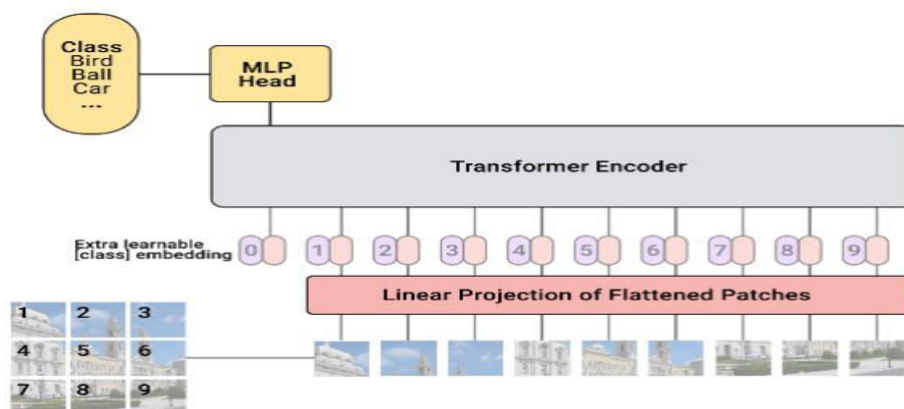 Class
Bird
Ball
Car
...
MLP
Head
Transformer Encoder
Extra learnable
[class] embedding
0 1 2 3 4 5 6 7 8 9
Linear Projection of Flattened Patches
1 2 3
4 5 6
7 8 9